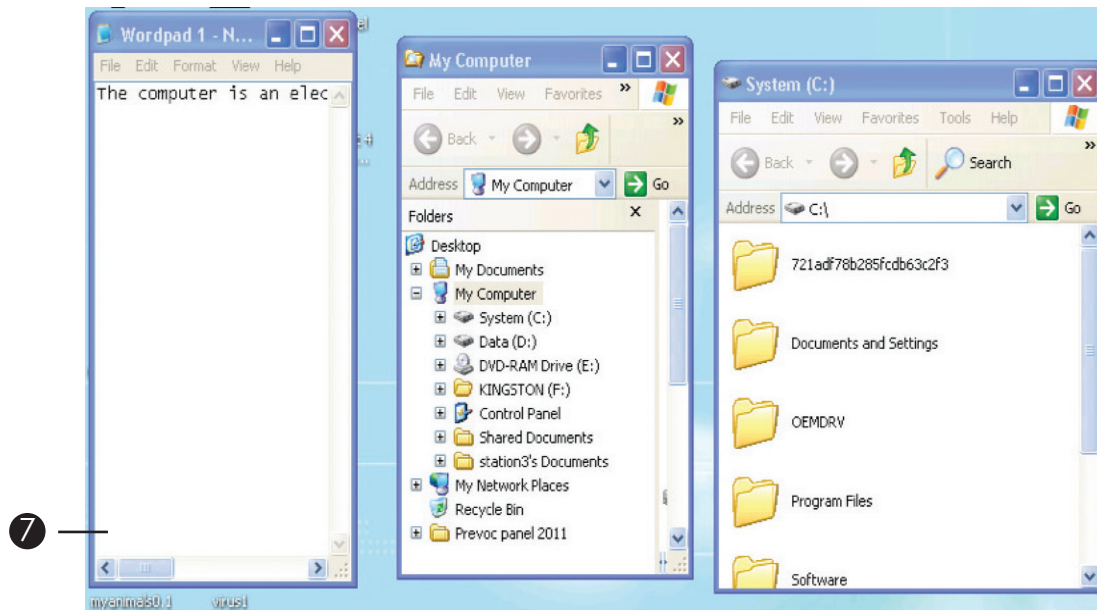 Wordpad 1 - N...
File Edit Format View Help
The computer is an elec
My Computer
File Edit View Favorites »
Back »
Address My Computer Go
Folders x
Desktop
My Documents
My Computer
System (C:)
Data (D:)
DVD-RAM Drive (E:)
KINGSTON (F:)
Control Panel
Shared Documents
station3's Documents
My Network Places
Recycle Bin
Prevoc panel 2011
System (C:)
File Edit View Favorites Tools Help
Back Search »
Address C:\ Go
721adf78b285fcdb63c2f3
Documents and Settings
OEMDRV
Program Files
Software
7
myanimals0.1 virus1